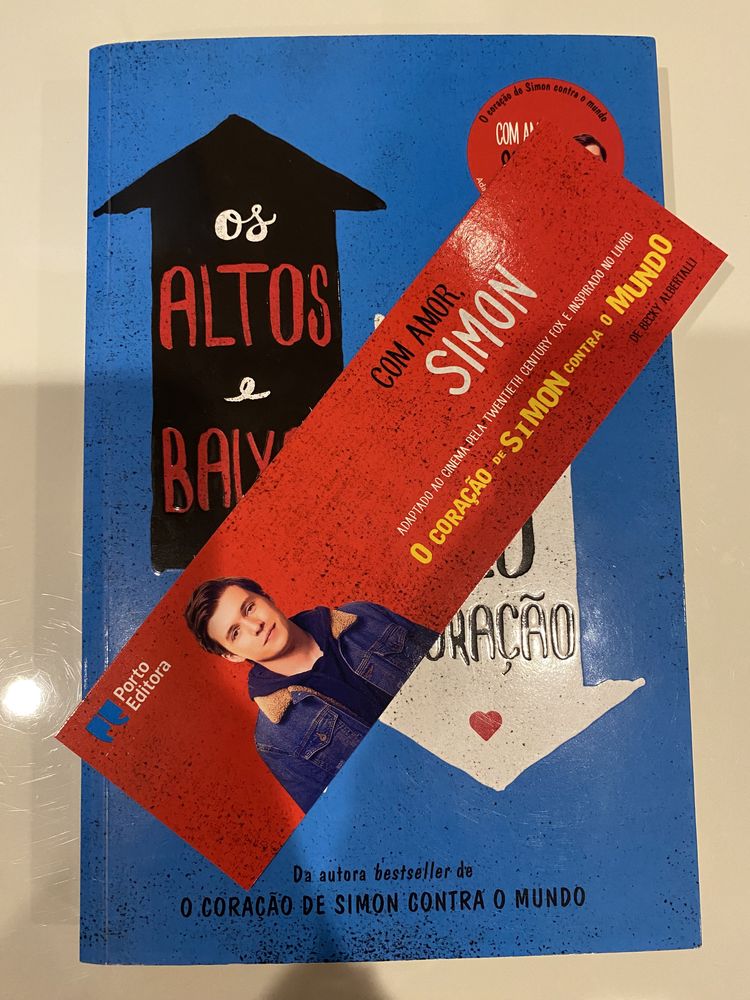 O coração de Simon contra o mundo
COM
os
ALTOS
e
COM AMOR,
SIMON
ADAPTADO AO CINEMA PELA TWENTIETH CENTURY FOX E INSPIRADO NO LIVRO
O CORAÇÃO DE SIMON CONTRA O MUNDO
DE BECKY ALBERTALLI
Porto
Editora
Da autora bestseller de
O CORAÇÃO DE SIMON CONTRA O MUNDO